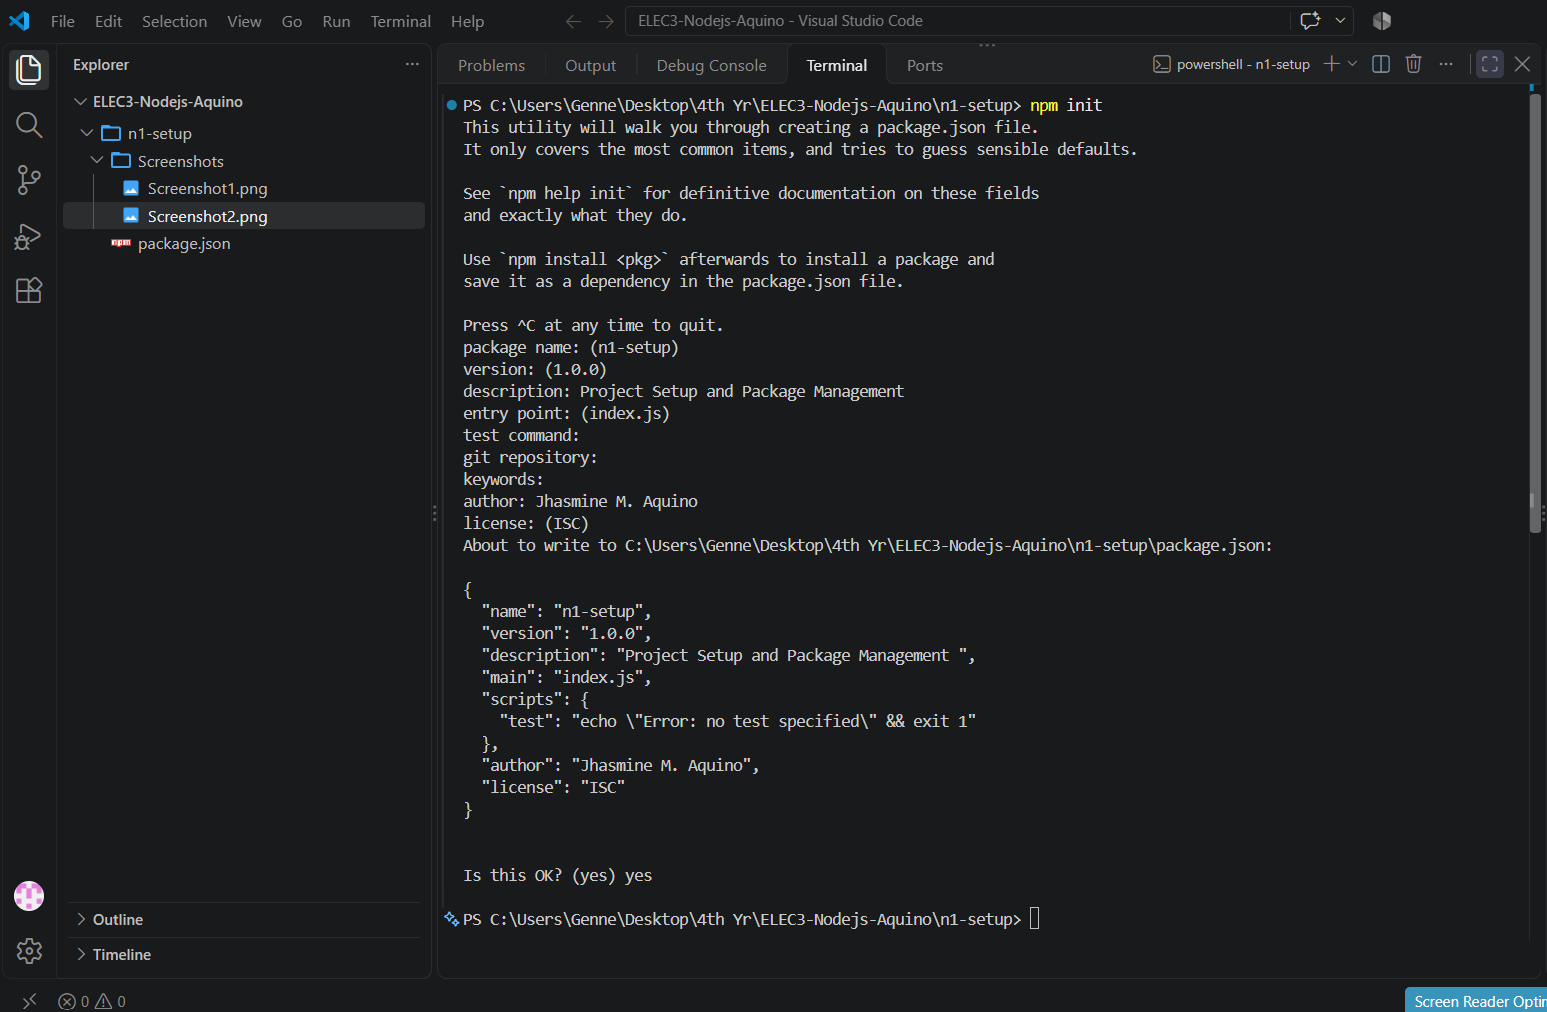 File Edit Selection View Go Run Terminal Help
ELEC3-Nodejs-Aquino - Visual Studio Code
Explorer
ELEC3-Nodejs-Aquino
n1-setup
Screenshots
Screenshot1.png
Screenshot2.png
npm package.json
Outline
Timeline
Problems Output Debug Console Terminal Ports
powershell - n1-setup
PS C:\Users\Genne\Desktop\4th Yr\ELEC3-Nodejs-Aquino\n1-setup> npm init
This utility will walk you through creating a package.json file.
It only covers the most common items, and tries to guess sensible defaults.
See `npm help init` for definitive documentation on these fields
and exactly what they do.
Use `npm install <pkg>` afterwards to install a package and
save it as a dependency in the package.json file.
Press ^C at any time to quit.
package name: (n1-setup)
version: (1.0.0)
description: Project Setup and Package Management
entry point: (index.js)
test command:
git repository:
keywords:
author: Jhasmine M. Aquino
license: (ISC)
About to write to C:\Users\Genne\Desktop\4th Yr\ELEC3-Nodejs-Aquino\n1-setup\package.json:
{
  "name": "n1-setup",
  "version": "1.0.0",
  "description": "Project Setup and Package Management ",
  "main": "index.js",
  "scripts": {
    "test": "echo \"Error: no test specified\" && exit 1"
  },
  "author": "Jhasmine M. Aquino",
  "license": "ISC"
}
Is this OK? (yes) yes
PS C:\Users\Genne\Desktop\4th Yr\ELEC3-Nodejs-Aquino\n1-setup>
0 0
Screen Reader Optim